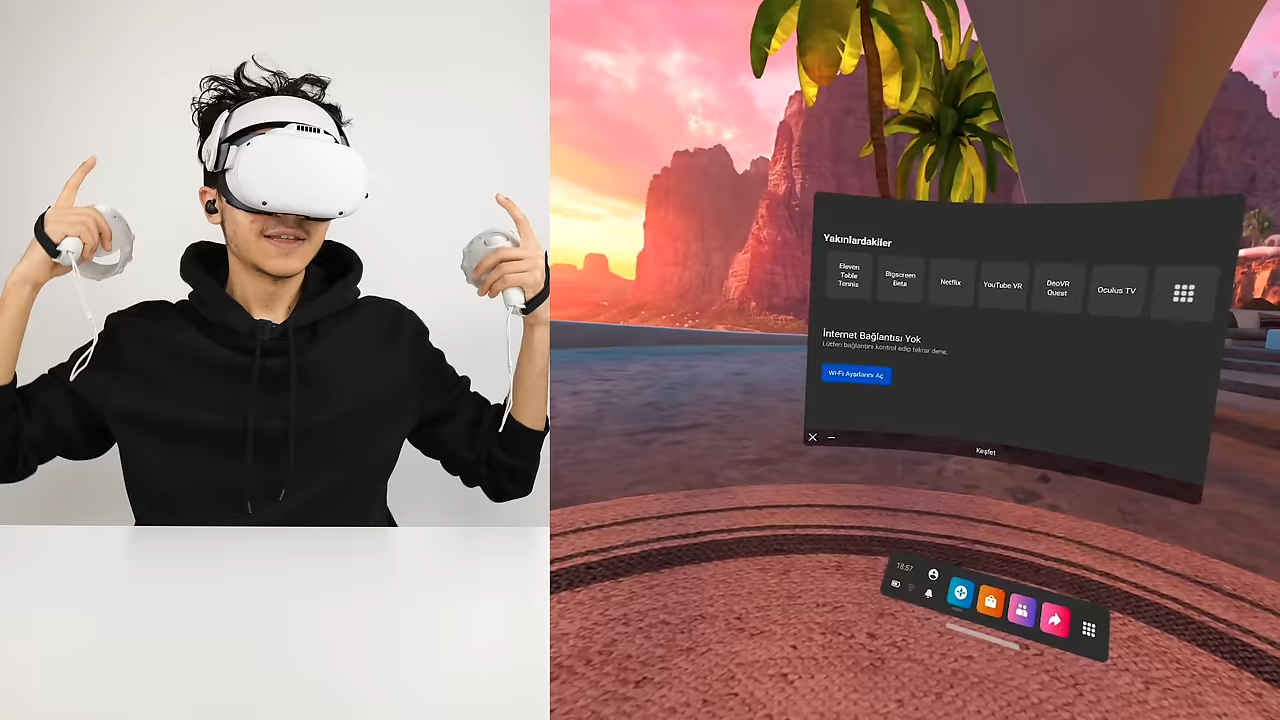 Yakınlardakiler
Eleven
Table
Tennis
Bigscreen
Beta
Netflix
YouTube VR
DeoVR
Quest
Oculus TV
İnternet Bağlantısı Yok
Lütfen bağlantını kontrol edip tekrar dene.
Wi-Fi Ayarlarını Aç
Keşfet
18:57